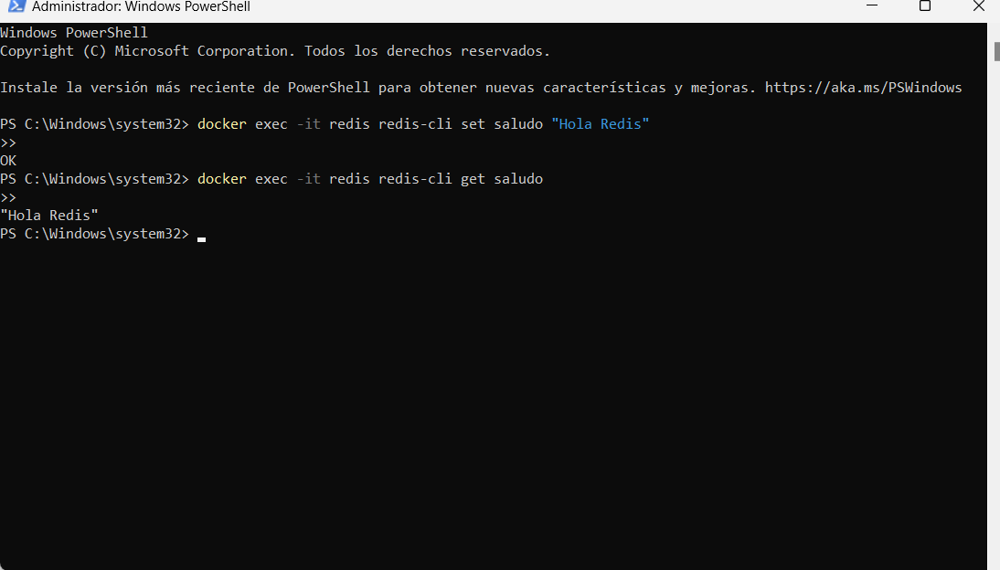 Administrador: Windows PowerShell
Windows PowerShell
Copyright (C) Microsoft Corporation. Todos los derechos reservados.
Instale la versión más reciente de PowerShell para obtener nuevas características y mejoras. https://aka.ms/PSWindows
PS C:\Windows\system32> docker exec -it redis redis-cli set saludo "Hola Redis"
>>
OK
PS C:\Windows\system32> docker exec -it redis redis-cli get saludo
>>
"Hola Redis"
PS C:\Windows\system32>